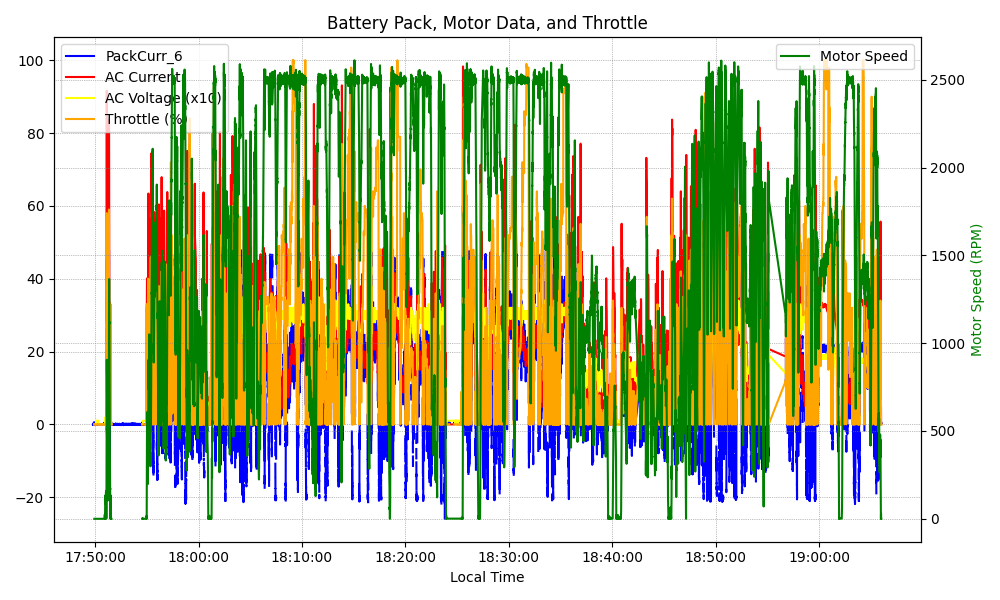 Battery Pack, Motor Data, and Throttle
PackCurr_6
AC Current
AC Voltage (x10)
Throttle (%)
Motor Speed
100
80
60
40
20
0
−20
2500
2000
1500
1000
500
0
Motor Speed (RPM)
17:50:00
18:00:00
18:10:00
18:20:00
18:30:00
18:40:00
18:50:00
19:00:00
Local Time